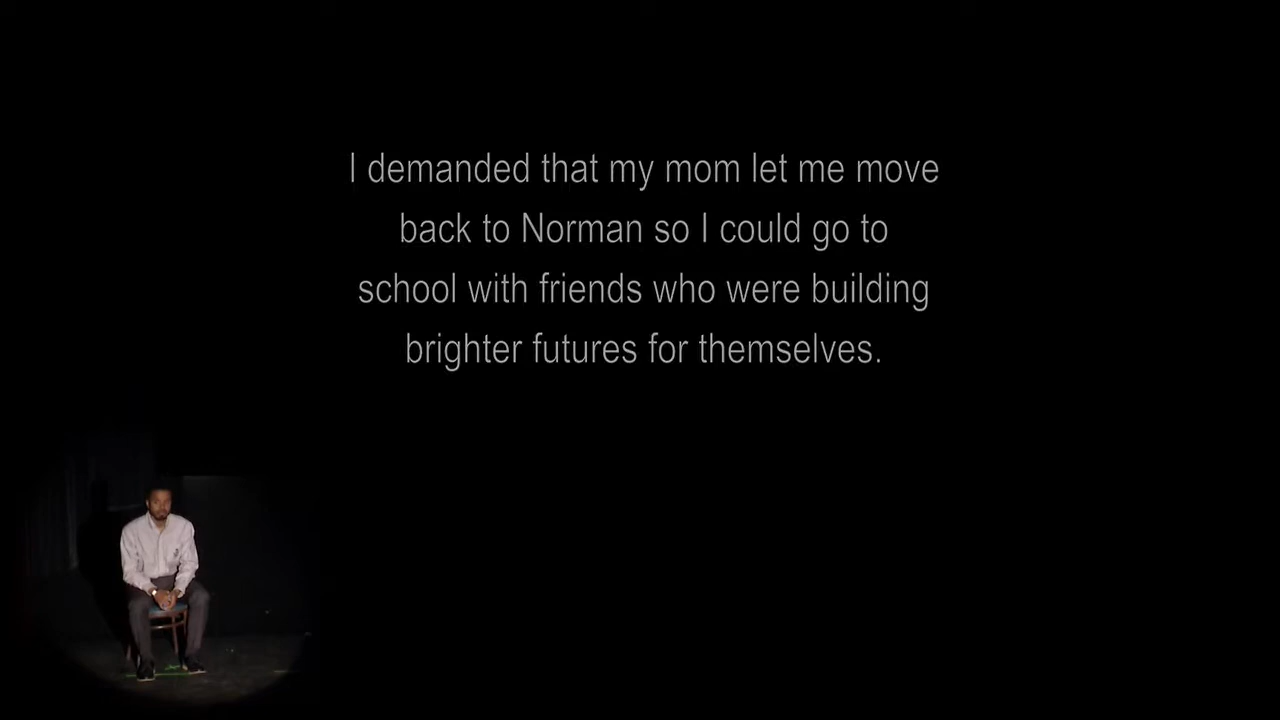 I demanded that my mom let me move
back to Norman so I could go to
school with friends who were building
brighter futures for themselves.